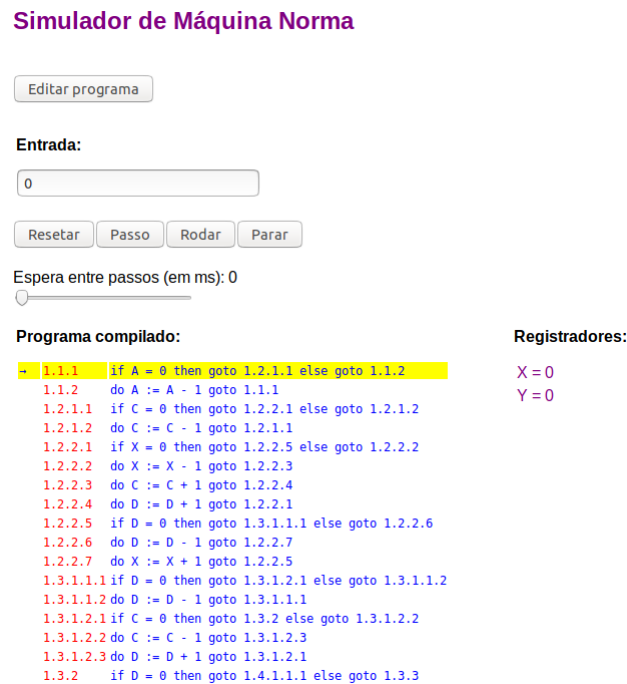 Simulador de Máquina Norma
Editar programa
Entrada:
0
Resetar Passo Rodar Parar
Espera entre passos (em ms): 0
Programa compilado:
→ 1.1.1 if A = 0 then goto 1.2.1.1 else goto 1.1.2
1.1.2 do A := A - 1 goto 1.1.1
1.2.1.1 if C = 0 then goto 1.2.2.1 else goto 1.2.1.2
1.2.1.2 do C := C - 1 goto 1.2.1.1
1.2.2.1 if X = 0 then goto 1.2.2.5 else goto 1.2.2.2
1.2.2.2 do X := X - 1 goto 1.2.2.3
1.2.2.3 do C := C + 1 goto 1.2.2.4
1.2.2.4 do D := D + 1 goto 1.2.2.1
1.2.2.5 if D = 0 then goto 1.3.1.1.1 else goto 1.2.2.6
1.2.2.6 do D := D - 1 goto 1.2.2.7
1.2.2.7 do X := X + 1 goto 1.2.2.5
1.3.1.1.1 if D = 0 then goto 1.3.1.2.1 else goto 1.3.1.1.2
1.3.1.1.2 do D := D - 1 goto 1.3.1.1.1
1.3.1.2.1 if C = 0 then goto 1.3.2 else goto 1.3.1.2.2
1.3.1.2.2 do C := C - 1 goto 1.3.1.2.3
1.3.1.2.3 do D := D + 1 goto 1.3.1.2.1
1.3.2 if D = 0 then goto 1.4.1.1.1 else goto 1.3.3
Registradores:
X = 0
Y = 0